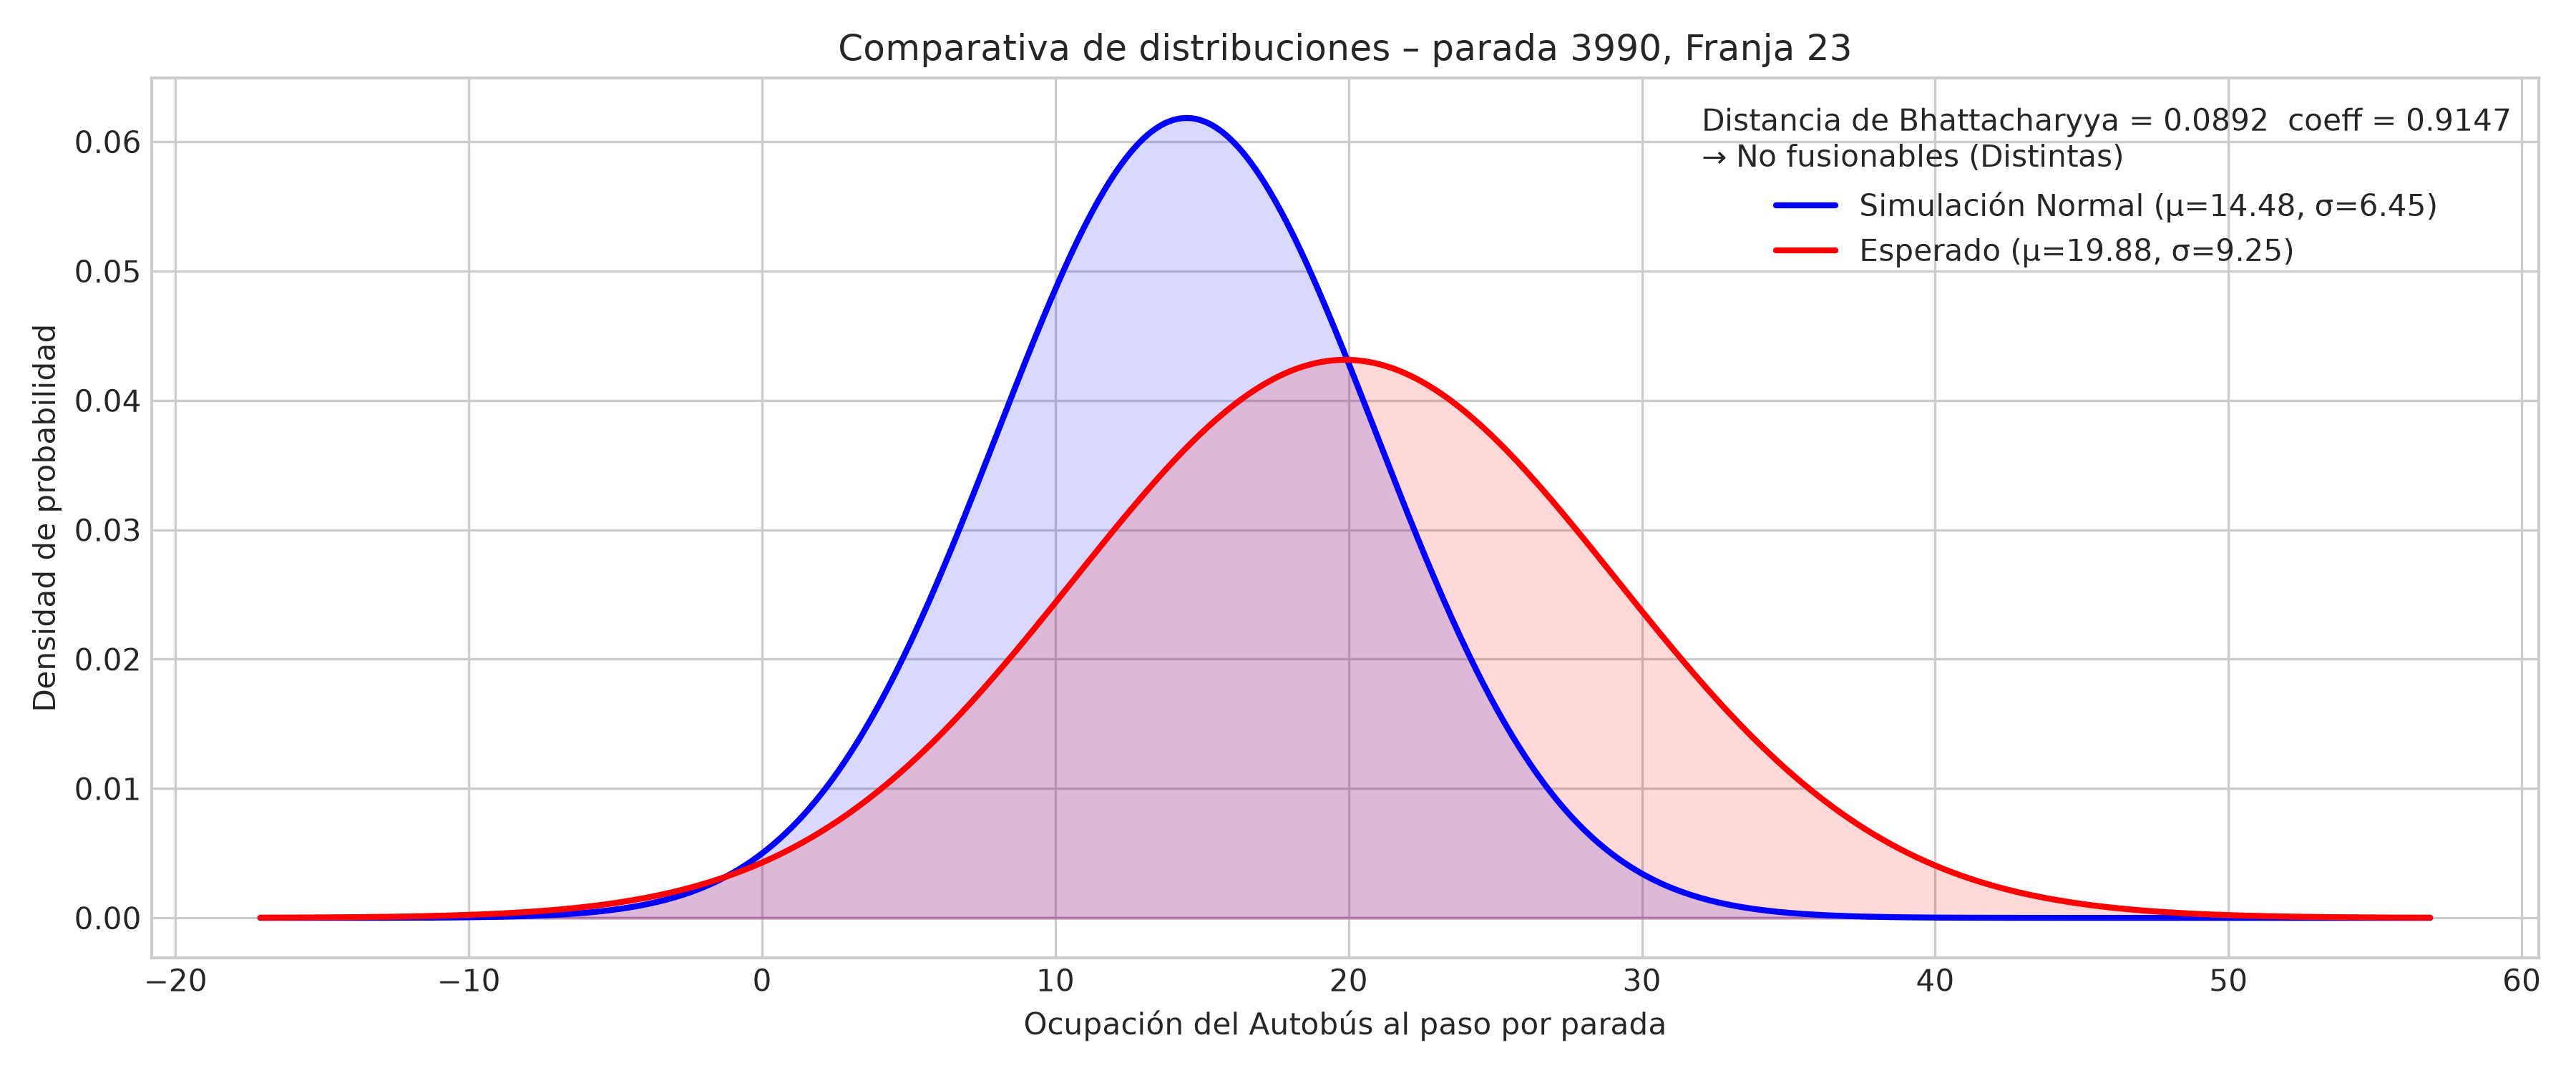 Comparativa de distribuciones – parada 3990, Franja 23
Distancia de Bhattacharyya = 0.0892  coeff = 0.9147
→ No fusionables (Distintas)
Simulación Normal (μ=14.48, σ=6.45)
Esperado (μ=19.88, σ=9.25)
Densidad de probabilidad
0.06
0.05
0.04
0.03
0.02
0.01
0.00
−20 −10 0 10 20 30 40 50 60
Ocupación del Autobús al paso por parada